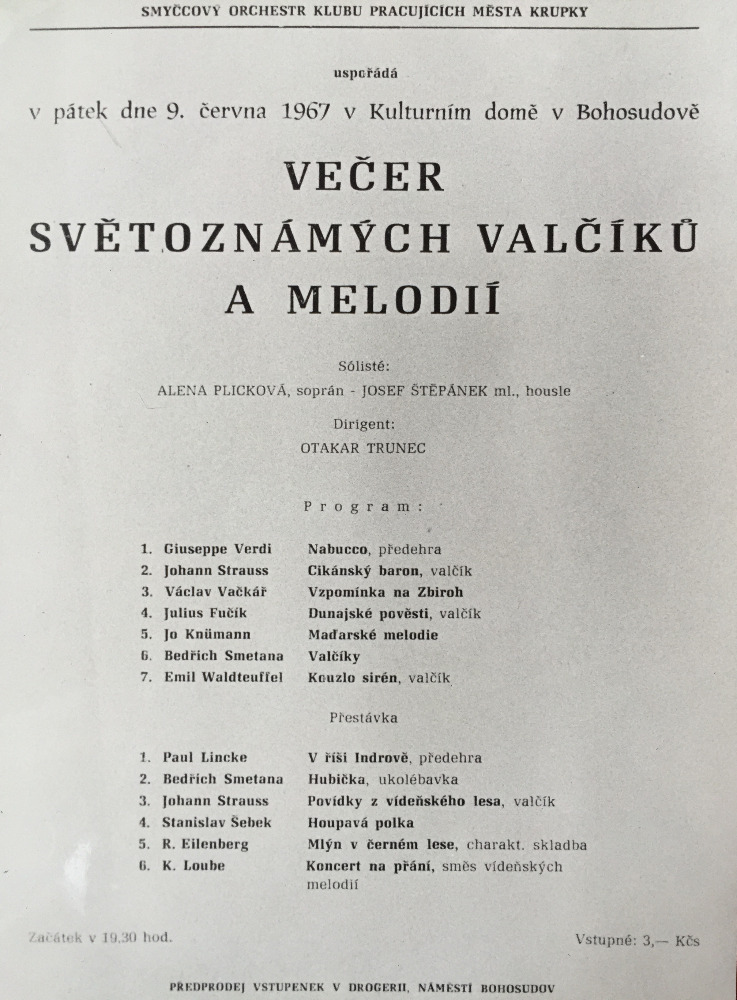 SMYČCOVÝ ORCHESTR KLUBU PRACUJÍCÍCH MĚSTA KRUPKY
uspořádá
v pátek dne 9. června 1967 v Kulturním domě v Bohosudově
VEČER
SVĚTOZNÁMÝCH VALČÍKŮ
A MELODIÍ
Sólisté:
ALENA PLICKOVÁ, soprán - JOSEF ŠTĚPÁNEK ml., housle
Dirigent:
OTAKAR TRUNEC
Program:
1. Giuseppe Verdi Nabucco, předehra
2. Johann Strauss Cikánský baron, valčík
3. Václav Vačkář Vzpomínka na Zbiroh
4. Julius Fučík Dunajské pověsti, valčík
5. Jo Knümann Maďarské melodie
6. Bedřich Smetana Valčíky
7. Emil Waldteuffel Kouzlo sirén, valčík
Přestávka
1. Paul Lincke V říši Indrově, předehra
2. Bedřich Smetana Hubička, ukolébavka
3. Johann Strauss Povídky z vídeňského lesa, valčík
4. Stanislav Šebek Houpavá polka
5. R. Eilenberg Mlýn v černém lese, charakt. skladba
6. K. Loube Koncert na přání, směs vídeňských
melodií
Začátek v 19,30 hod. Vstupné: 3,— Kčs
PŘEDPRODEJ VSTUPENEK V DROGERII, NÁMĚSTÍ BOHOSUDOV